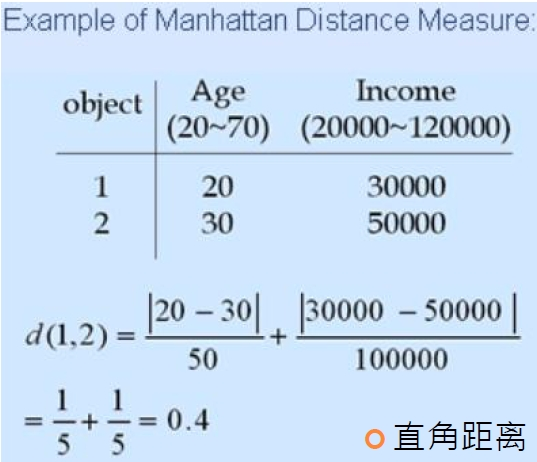 Example of Manhattan Distance Measure:
object Age Income
(20~70) (20000~120000)
1 20 30000
2 30 50000
d(1,2) = |20 − 30| / 50 + |30000 − 50000 | / 100000
= 1/5 + 1/5 = 0.4
直角距离